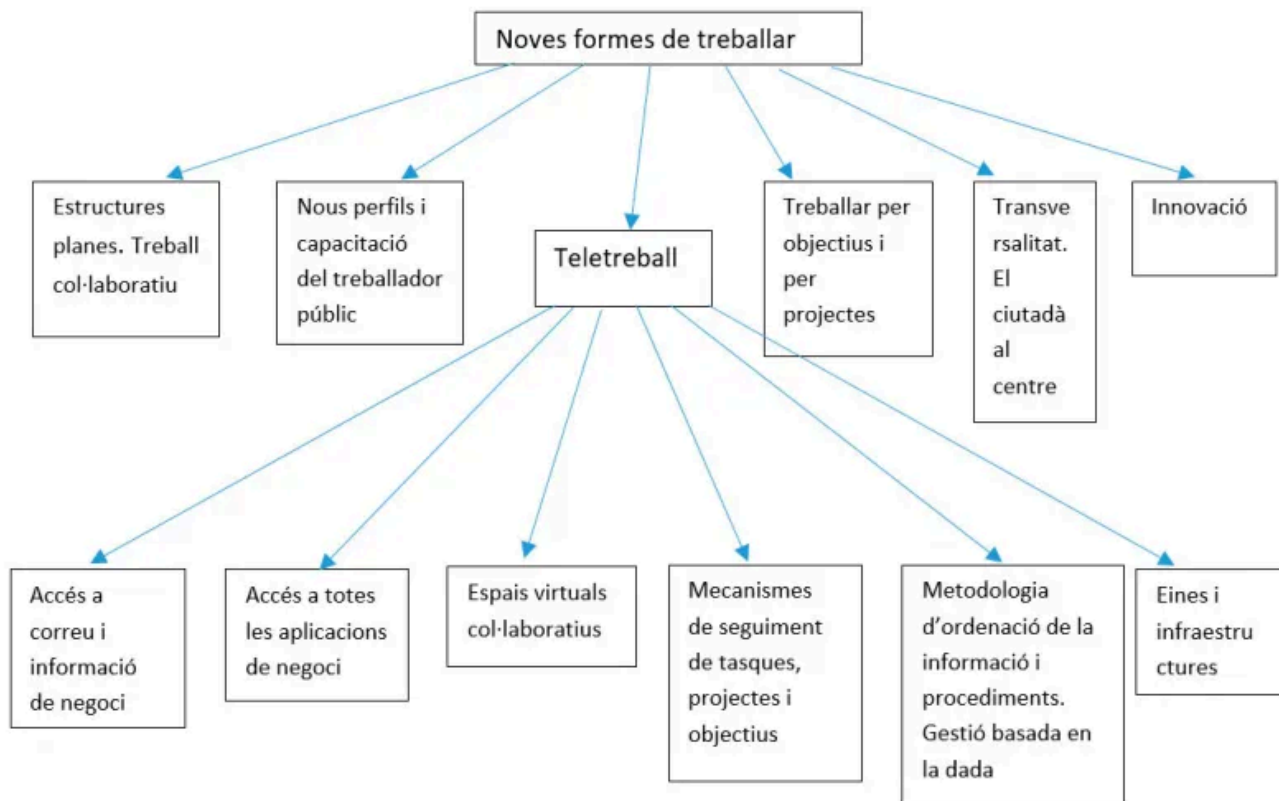 Noves formes de treballar
Estructures
planes. Treball
col·laboratiu
Nous perfils i
capacitació
del treballador
públic
Teletreball
Treballar per
objectius i
per
projectes
Transve
rsalitat.
El
ciutadà
al
centre
Innovació
Accés a
correu i
informació
de negoci
Accés a totes
les aplicacions
de negoci
Espais virtuals
col·laboratius
Mecanismes
de seguiment
de tasques,
projectes i
objectius
Metodologia
d’ordenació de la
informació i
procediments.
Gestió basada en
la dada
Eines i
infraestru
ctures